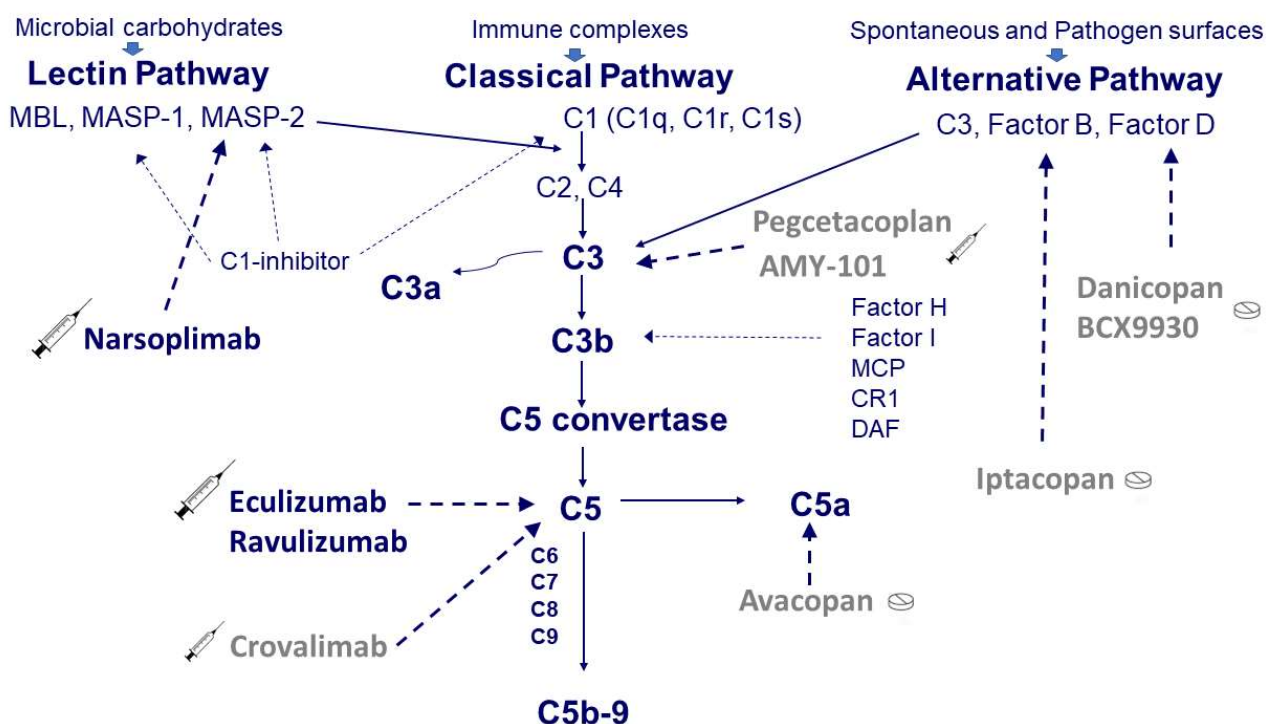 Microbial carbohydrates
Lectin Pathway
MBL, MASP-1, MASP-2
Immune complexes
Classical Pathway
C1 (C1q, C1r, C1s)
Spontaneous and Pathogen surfaces
Alternative Pathway
C3, Factor B, Factor D
C2, C4
C1-inhibitor
C3
C3a
Pegcetacoplan
AMY-101
Narsoplimab
C3b
Factor H
Factor I
MCP
CR1
DAF
Danicopan
BCX9930
C5 convertase
Iptacopan
Eculizumab
Ravulizumab
C5
C5a
C6
C7
C8
C9
Avacopan
Crovalimab
C5b-9